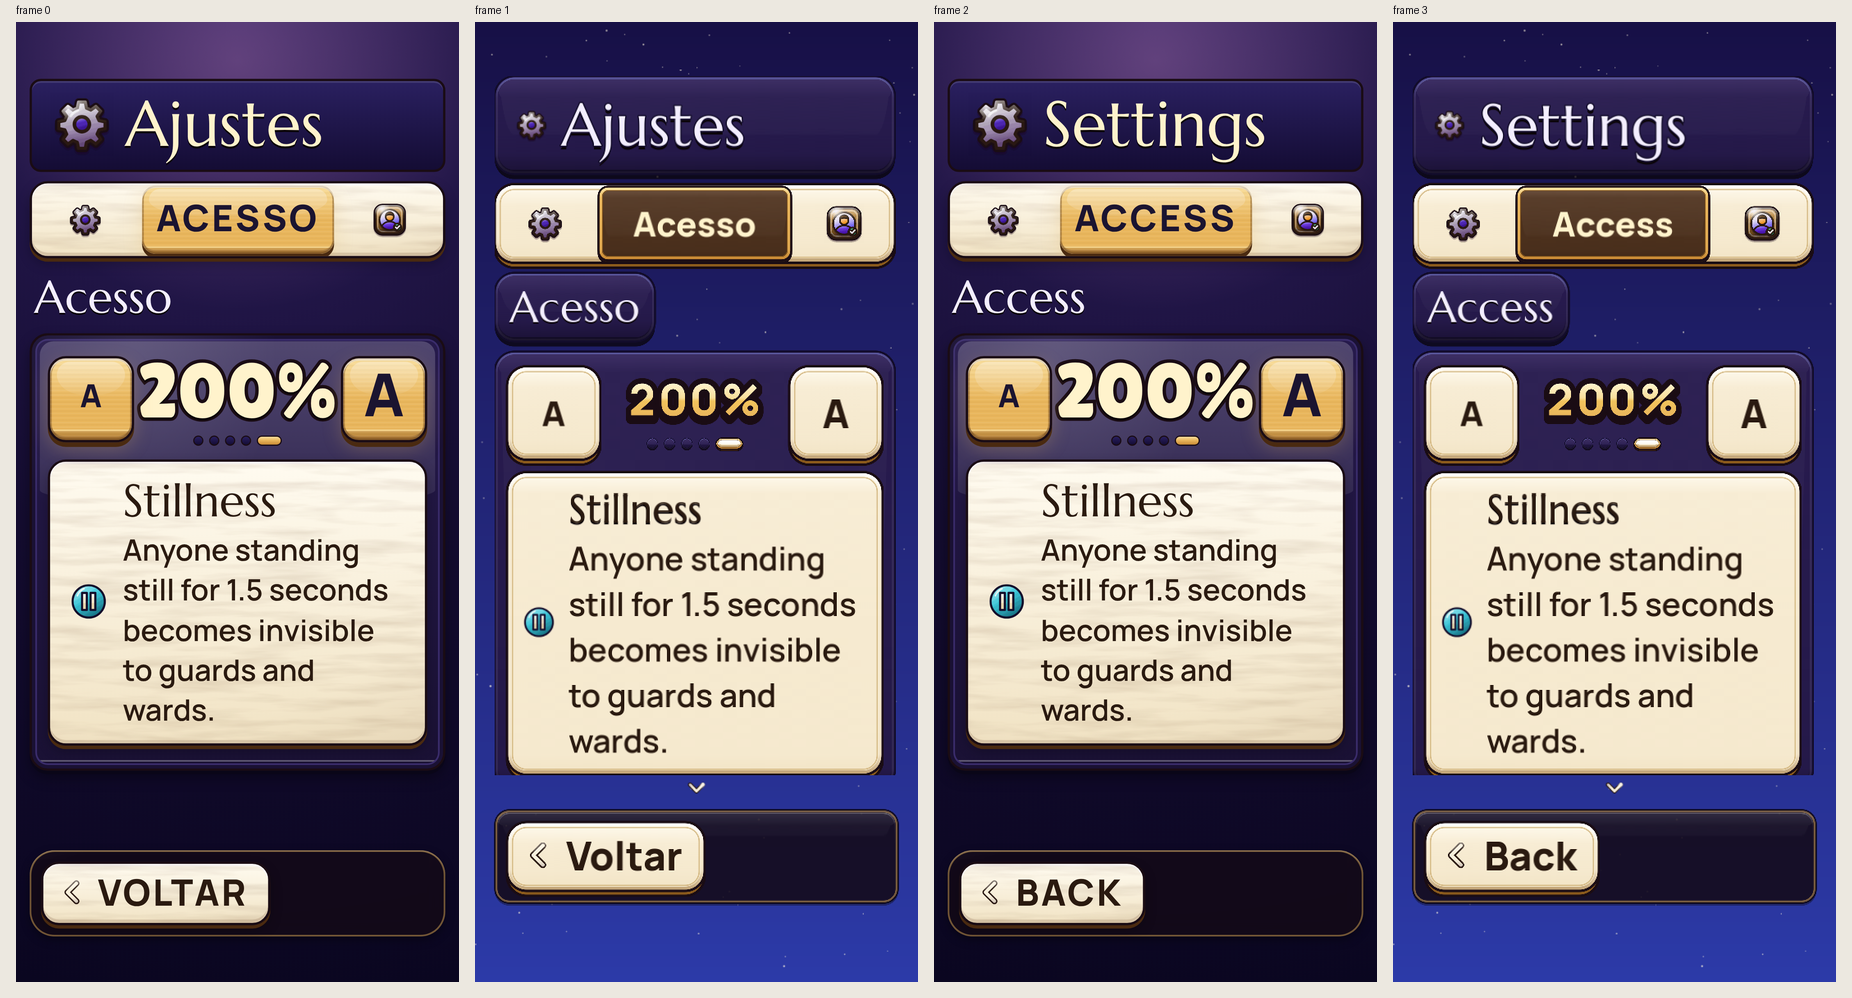 frame 0
Ajustes
ACESSO
Acesso
A
200%
A
Stillness
Anyone standing
still for 1.5 seconds
becomes invisible
to guards and
wards.
VOLTAR
frame 1
Ajustes
Acesso
Acesso
A
200%
A
Stillness
Anyone standing
still for 1.5 seconds
becomes invisible
to guards and
wards.
Voltar
frame 2
Settings
ACCESS
Access
A
200%
A
Stillness
Anyone standing
still for 1.5 seconds
becomes invisible
to guards and
wards.
BACK
frame 3
Settings
Access
Access
A
200%
A
Stillness
Anyone standing
still for 1.5 seconds
becomes invisible
to guards and
wards.
Back